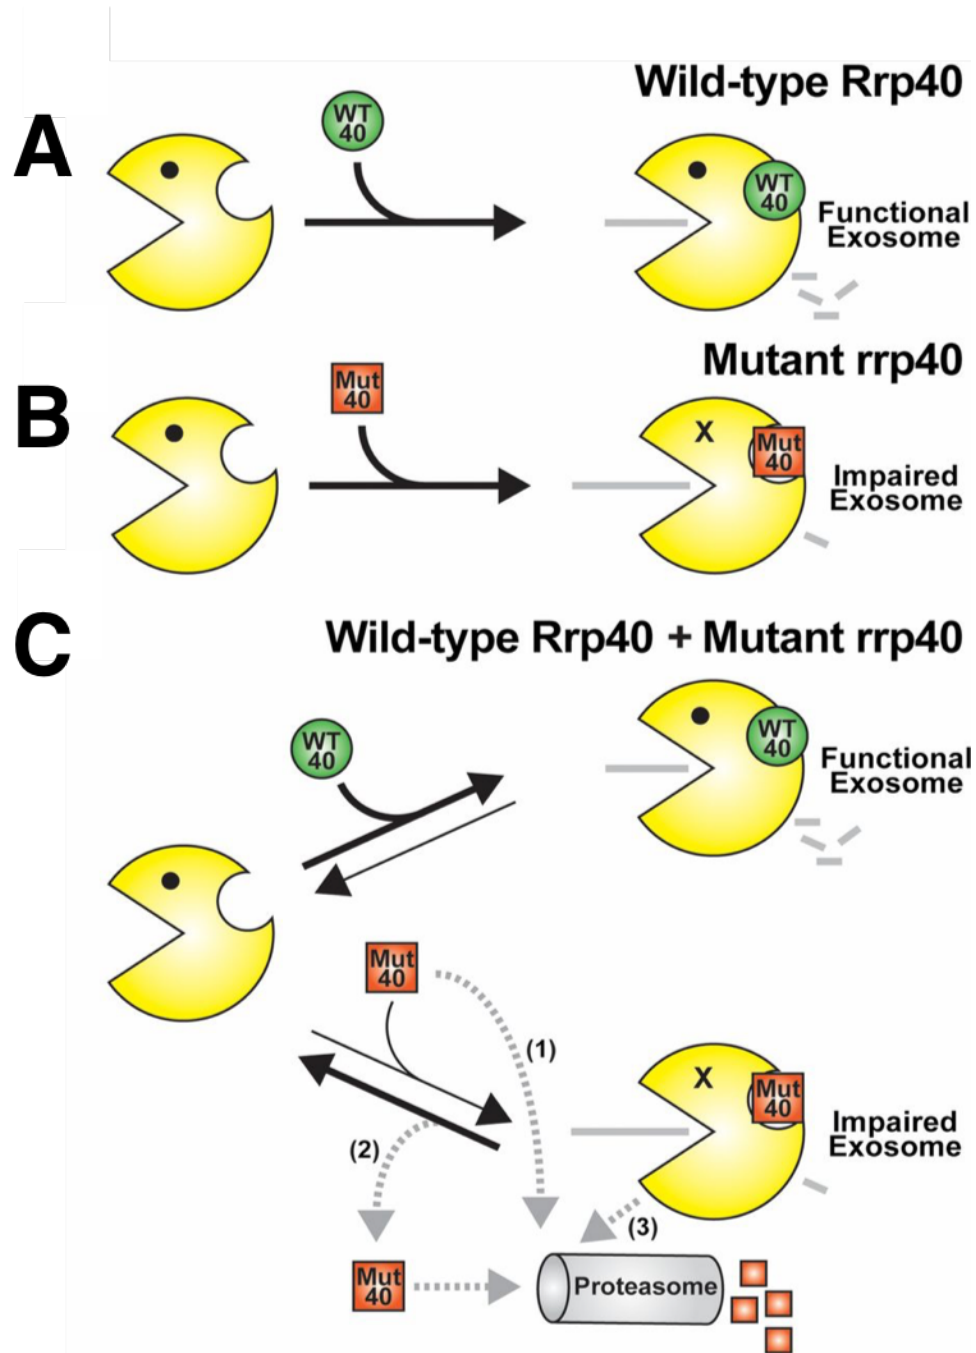 Wild-type Rrp40
A
WT
40
WT
40
Functional
Exosome
Mutant rrp40
B
Mut
40
X
Mut
40
Impaired
Exosome
C
Wild-type Rrp40 + Mutant rrp40
WT
40
WT
40
Functional
Exosome
Mut
40
(1)
X
Mut
40
Impaired
Exosome
(2)
(3)
Mut
40
Proteasome